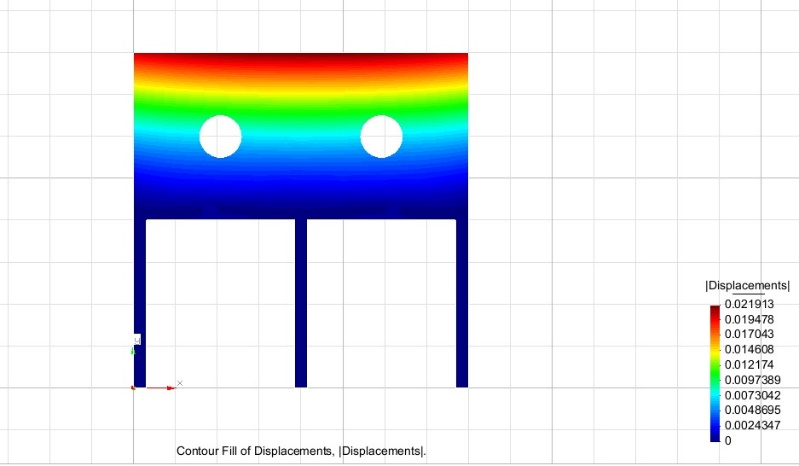 |Displacements|
0.021913
0.019478
0.017043
0.014608
0.012174
0.0097389
0.0073042
0.0048695
0.0024347
0
y
x
Contour Fill of Displacements, |Displacements|.